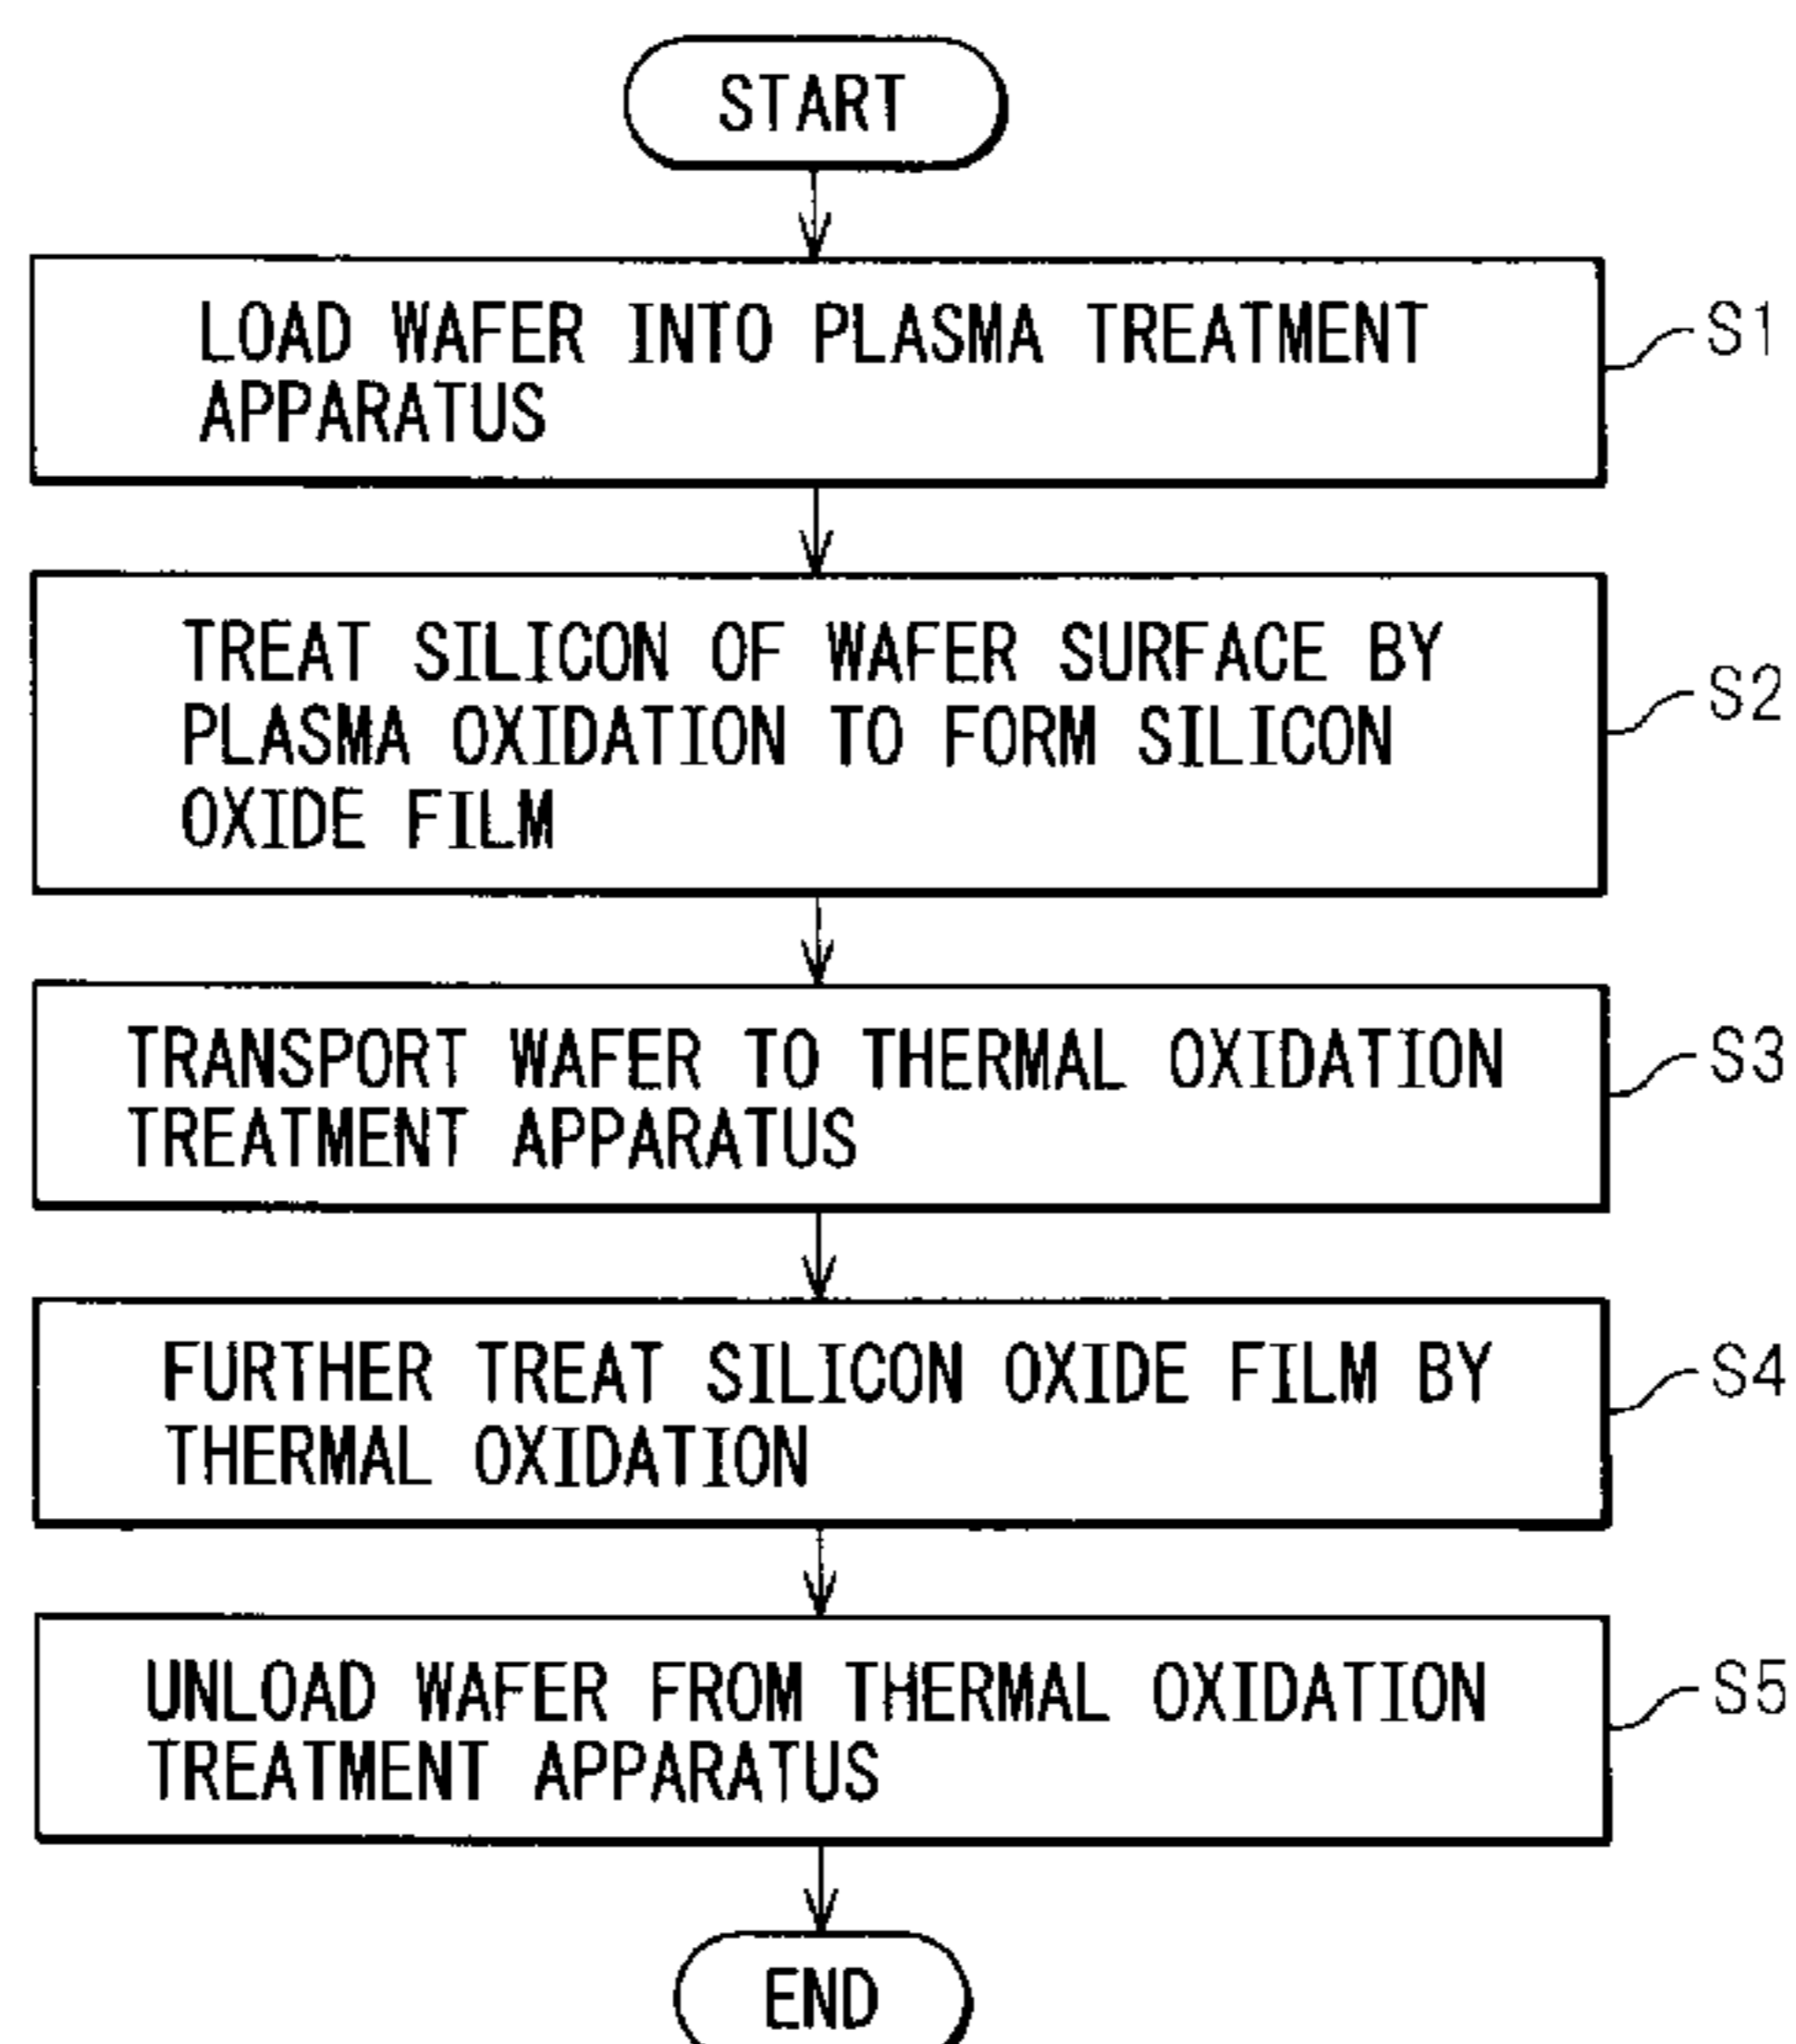 START
LOAD WAFER INTO PLASMA TREATMENT
APPARATUS
S1
TREAT SILICON OF WAFER SURFACE BY
PLASMA OXIDATION TO FORM SILICON
OXIDE FILM
S2
TRANSPORT WAFER TO THERMAL OXIDATION
TREATMENT APPARATUS
S3
FURTHER TREAT SILICON OXIDE FILM BY
THERMAL OXIDATION
S4
UNLOAD WAFER FROM THERMAL OXIDATION
TREATMENT APPARATUS
S5
END